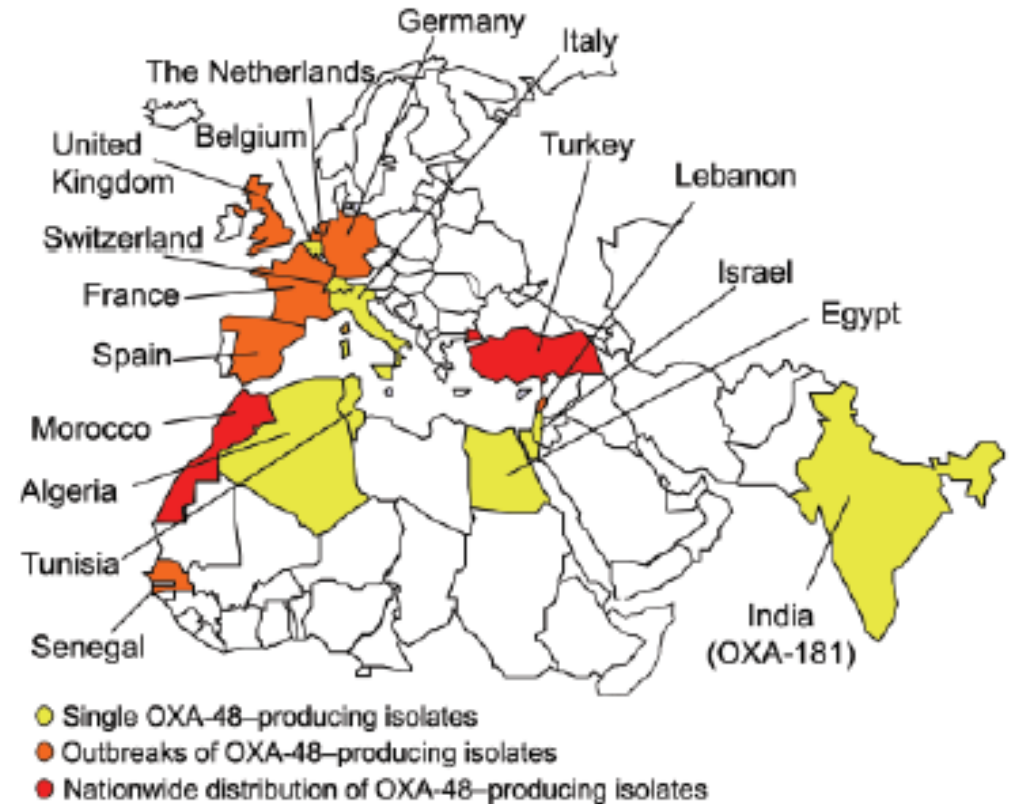 Germany
Italy
The Netherlands
Belgium
United
Kingdom
Turkey
Lebanon
Switzerland
Israel
France
Egypt
Spain
Morocco
Algeria
Tunisia
India
(OXA-181)
Senegal
Single OXA-48–producing isolates
Outbreaks of OXA-48–producing isolates
Nationwide distribution of OXA-48–producing isolates